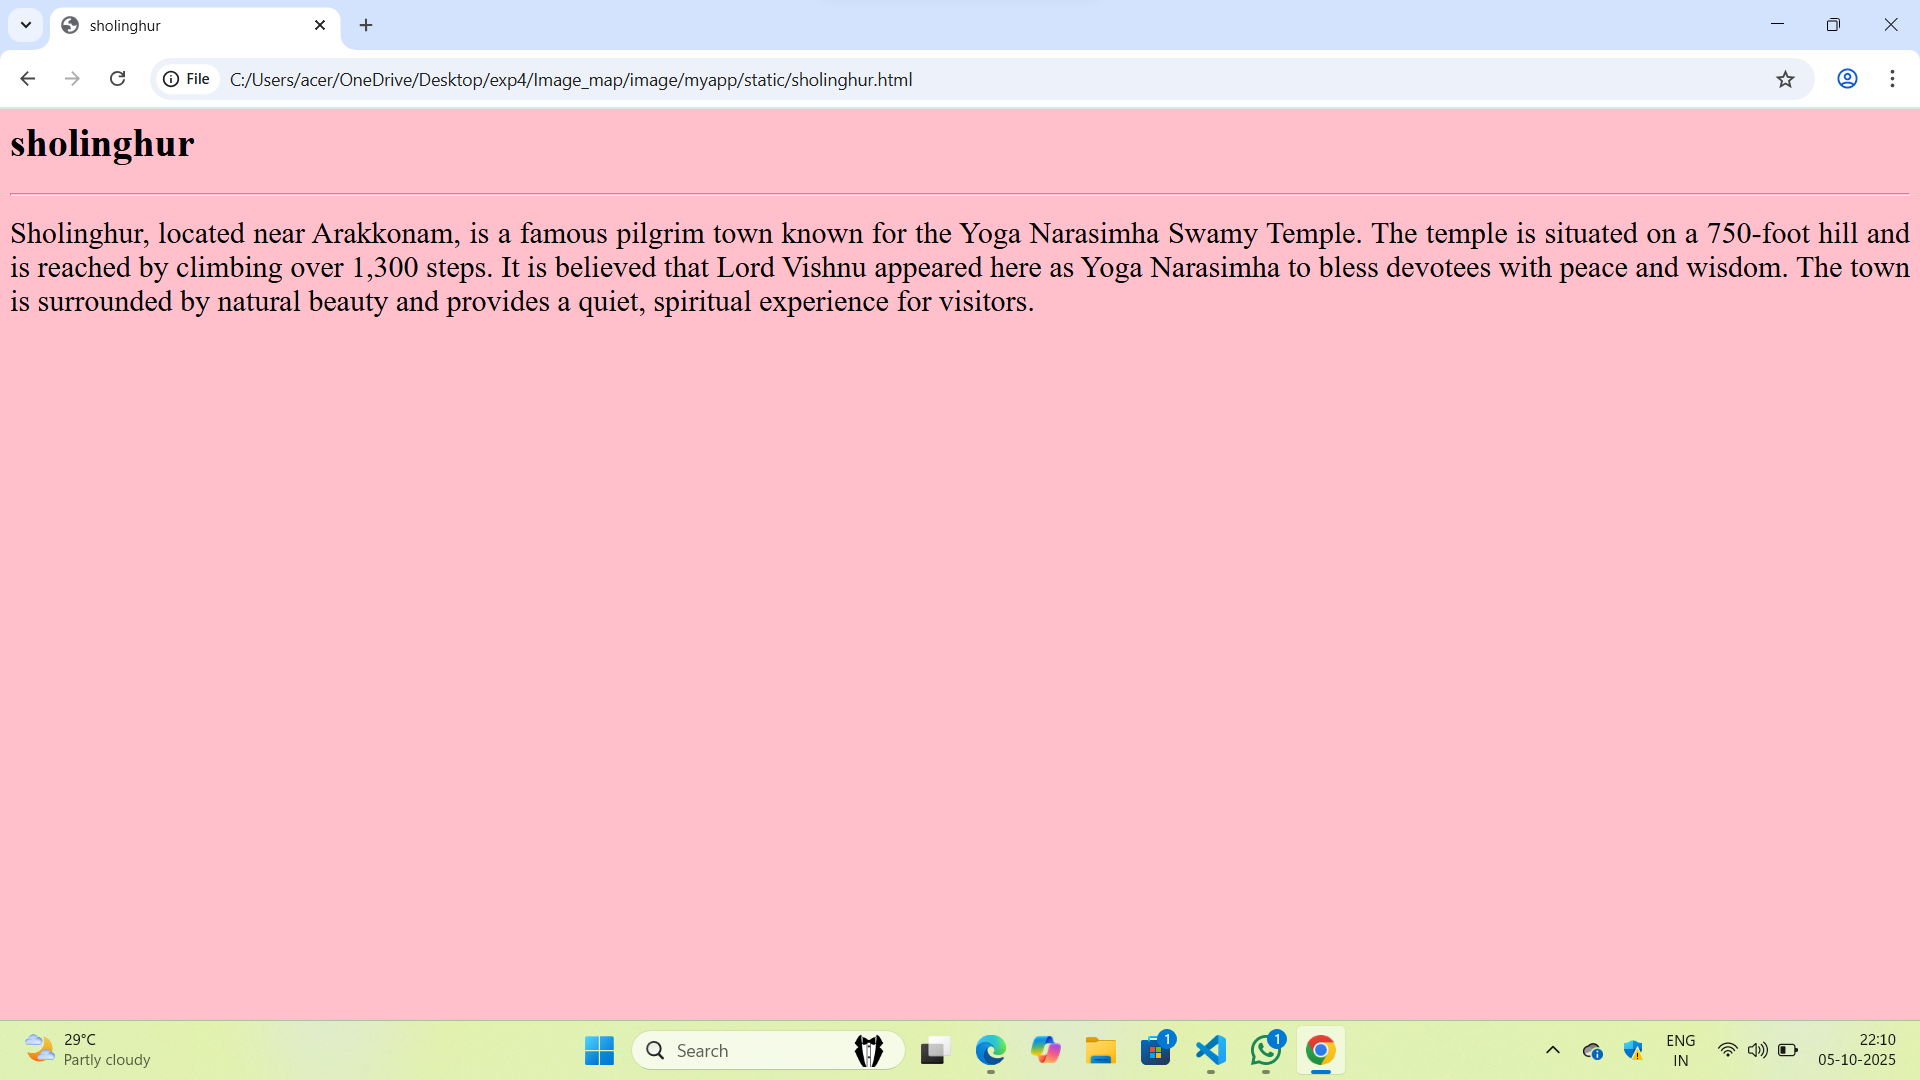 sholinghur
File
C:/Users/acer/OneDrive/Desktop/exp4/Image_map/image/myapp/static/sholinghur.html
sholinghur
Sholinghur, located near Arakkonam, is a famous pilgrim town known for the Yoga Narasimha Swamy Temple. The temple is situated on a 750-foot hill and
is reached by climbing over 1,300 steps. It is believed that Lord Vishnu appeared here as Yoga Narasimha to bless devotees with peace and wisdom. The town
is surrounded by natural beauty and provides a quiet, spiritual experience for visitors.
29°C
Partly cloudy
Search
1
1
ENG
IN
22:10
05-10-2025